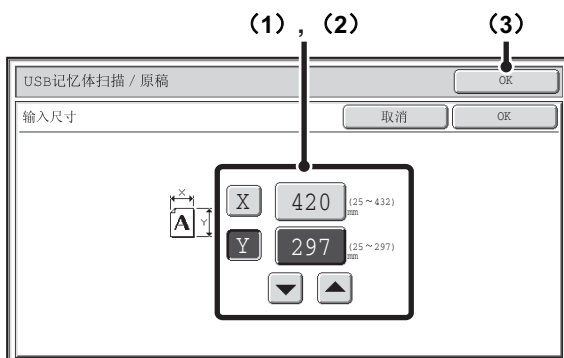 (1), (2) (3)
USB记忆体扫描 / 原稿 OK
输入尺寸 取消 OK
X 420 (25~432) mm
X
A Y
Y 297 (25~297) mm